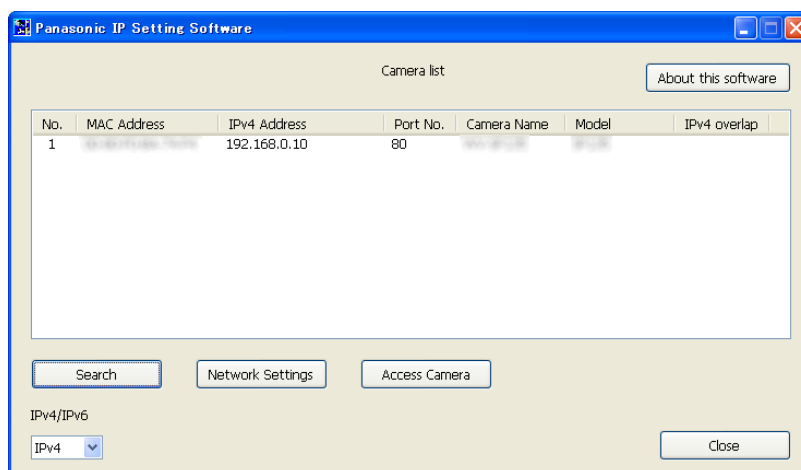 Panasonic IP Setting Software
Camera list
About this software
No. MAC Address IPv4 Address Port No. Camera Name Model IPv4 overlap
1 192.168.0.10 80
Search Network Settings Access Camera
IPv4/IPv6
IPv4 Close